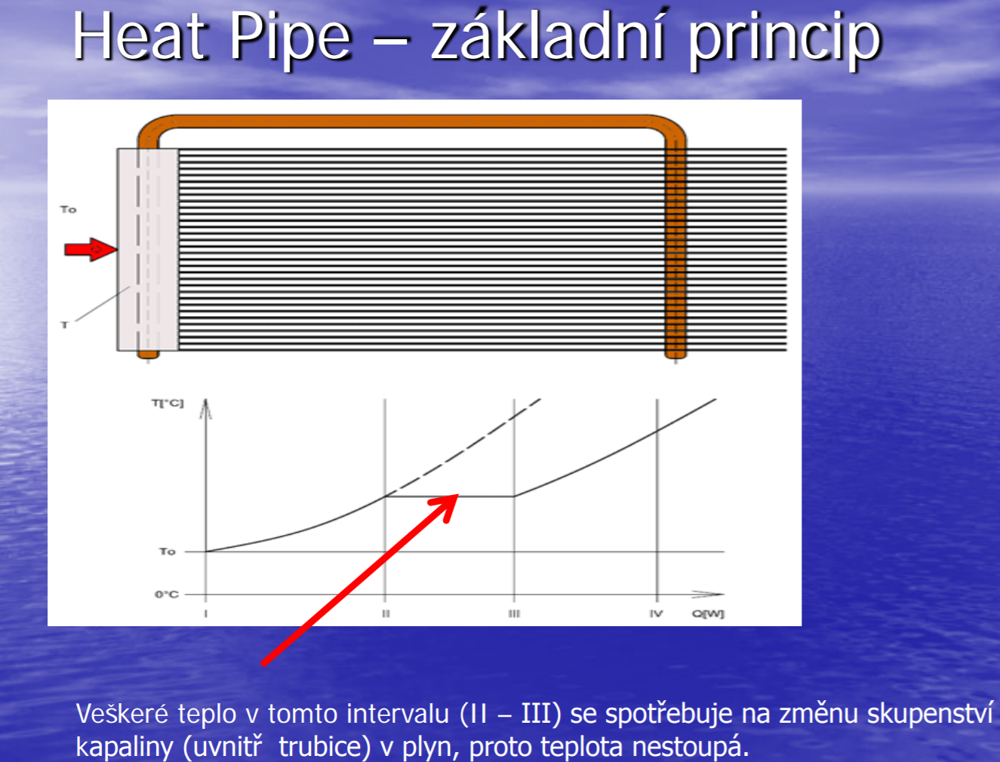 Heat Pipe – základní princip
To
T
T[°C]
To
0°C
I II III IV Q[W]
Veškeré teplo v tomto intervalu (II – III) se spotřebuje na změnu skupenství
kapaliny (uvnitř trubice) v plyn, proto teplota nestoupá.